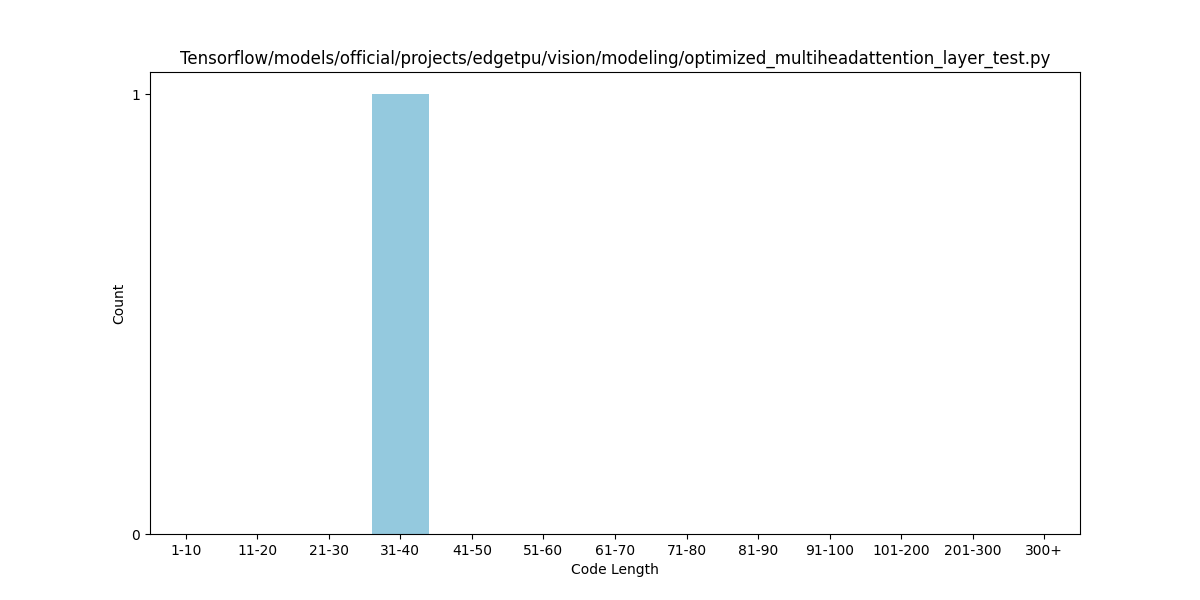 Tensorflow/models/official/projects/edgetpu/vision/modeling/optimized_multiheadattention_layer_test.py
1
Count
0
1-10 11-20 21-30 31-40 41-50 51-60 61-70 71-80 81-90 91-100 101-200 201-300 300+
Code Length